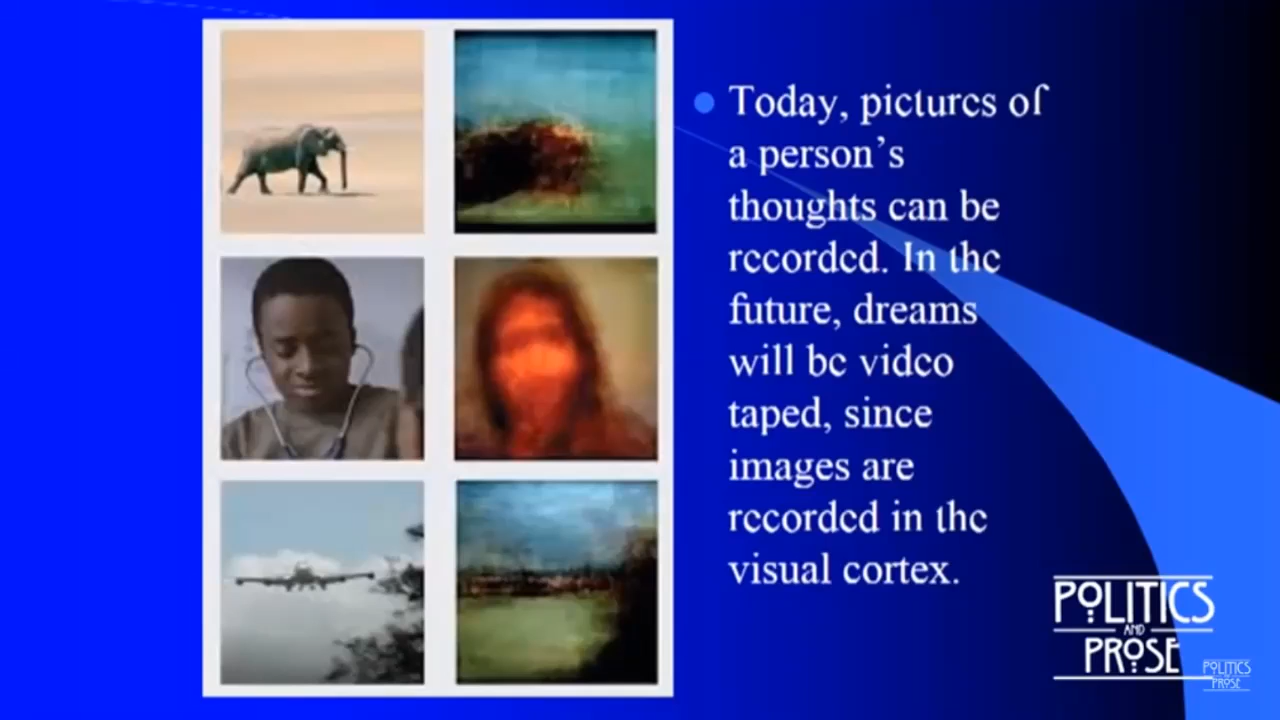 Today, pictures of
a person's
thoughts can be
recorded. In the
future, dreams
will be video
taped, since
images are
recorded in the
visual cortex.
POLITICS
AND
PROSE
POLITICS
PROSE